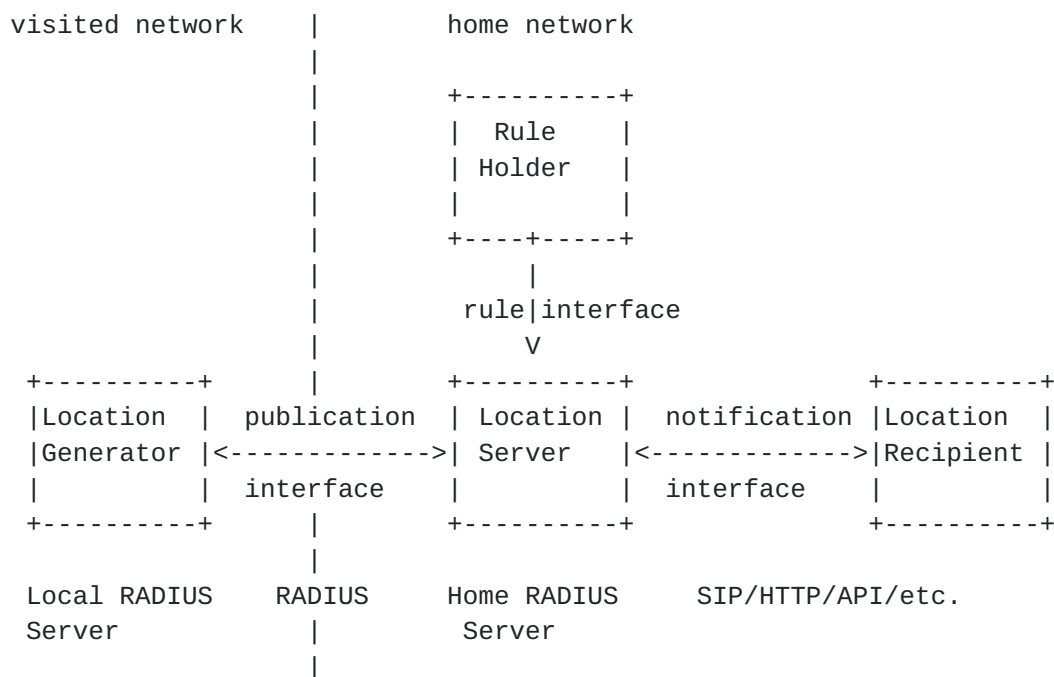 visited network | home network
|
| +----------+
| | Rule |
| | Holder |
| | |
| +----+-----+
| |
| rule|interface
| V
+----------+ | +----------+ +----------+
|Location | publication | Location | notification |Location |
|Generator |<------------->| Server |<------------->|Recipient |
| | interface | | interface | |
+----------+ | +----------+ +----------+
|
Local RADIUS RADIUS Home RADIUS SIP/HTTP/API/etc.
Server | Server
|